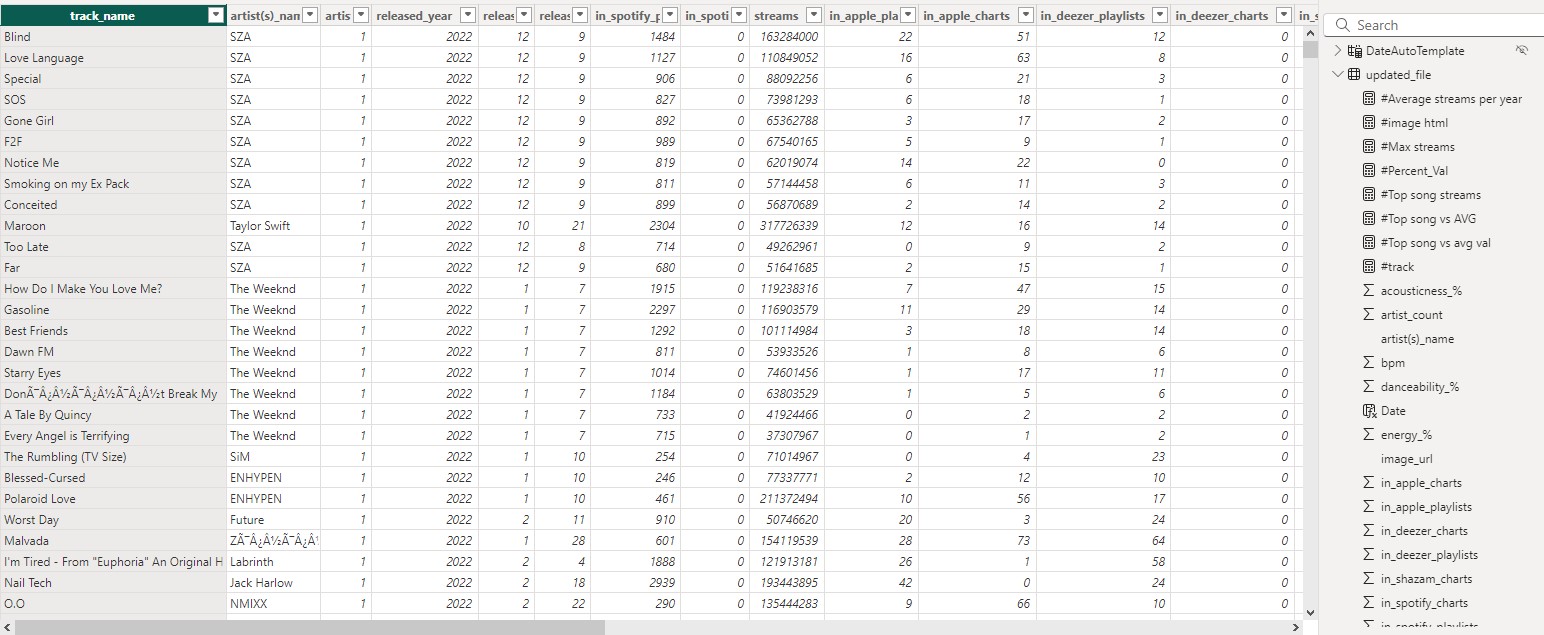 track_name artist(s)_nan artis released_year releas releas in_spotify_p in_spoti streams in_apple_pla in_apple_charts in_deezer_playlists in_deezer_charts in_s
Blind SZA 1 2022 12 9 1484 0 163284000 22 51 12 0
Love Language SZA 1 2022 12 9 1127 0 110849052 16 63 8 0
Special SZA 1 2022 12 9 906 0 88092256 6 21 3 0
SOS SZA 1 2022 12 9 827 0 73981293 6 18 1 0
Gone Girl SZA 1 2022 12 9 892 0 65362788 3 17 2 0
F2F SZA 1 2022 12 9 989 0 67540165 5 9 1 0
Notice Me SZA 1 2022 12 9 819 0 62019074 14 22 0 0
Smoking on my Ex Pack SZA 1 2022 12 9 811 0 57144458 6 11 3 0
Conceited SZA 1 2022 12 9 899 0 56870689 2 14 2 0
Maroon Taylor Swift 1 2022 10 21 2304 0 317726339 12 16 14 0
Too Late SZA 1 2022 12 8 714 0 49262961 0 9 2 0
Far SZA 1 2022 12 9 680 0 51641685 2 15 1 0
How Do I Make You Love Me? The Weeknd 1 2022 1 7 1915 0 119238316 7 47 15 0
Gasoline The Weeknd 1 2022 1 7 2297 0 116903579 11 29 14 0
Best Friends The Weeknd 1 2022 1 7 1292 0 101114984 3 18 14 0
Dawn FM The Weeknd 1 2022 1 7 811 0 53933526 1 8 6 0
Starry Eyes The Weeknd 1 2022 1 7 1014 0 74601456 1 17 11 0
DonÃ¯Â¿Â½Ã¯Â¿Â½Ã¯Â¿Â½t Break My The Weeknd 1 2022 1 7 1184 0 63803529 1 5 6 0
A Tale By Quincy The Weeknd 1 2022 1 7 733 0 41924466 0 2 2 0
Every Angel is Terrifying The Weeknd 1 2022 1 7 715 0 37307967 0 1 2 0
The Rumbling (TV Size) SiM 1 2022 1 10 254 0 71014967 0 4 23 0
Blessed-Cursed ENHYPEN 1 2022 1 10 246 0 77337771 2 12 10 0
Polaroid Love ENHYPEN 1 2022 1 10 461 0 211372494 10 56 17 0
Worst Day Future 1 2022 2 11 910 0 50746620 20 3 24 0
Malvada ZÃ¯Â¿Â½Ã¯Â¿Â½ 1 2022 1 28 601 0 154119539 28 73 64 0
I'm Tired - From "Euphoria" An Original H Labrinth 1 2022 2 4 1888 0 121913181 26 1 58 0
Nail Tech Jack Harlow 1 2022 2 18 2939 0 193443895 42 0 24 0
O.O NMIXX 1 2022 2 22 290 0 135444283 9 66 10 0
Search
DateAutoTemplate
updated_file
#Average streams per year
#image html
#Max streams
#Percent_Val
#Top song streams
#Top song vs AVG
#Top song vs avg val
#track
acousticness_%
artist_count
artist(s)_name
bpm
danceability_%
Date
energy_%
image_url
in_apple_charts
in_apple_playlists
in_deezer_charts
in_deezer_playlists
in_shazam_charts
in_spotify_charts
in_spotify_playlists